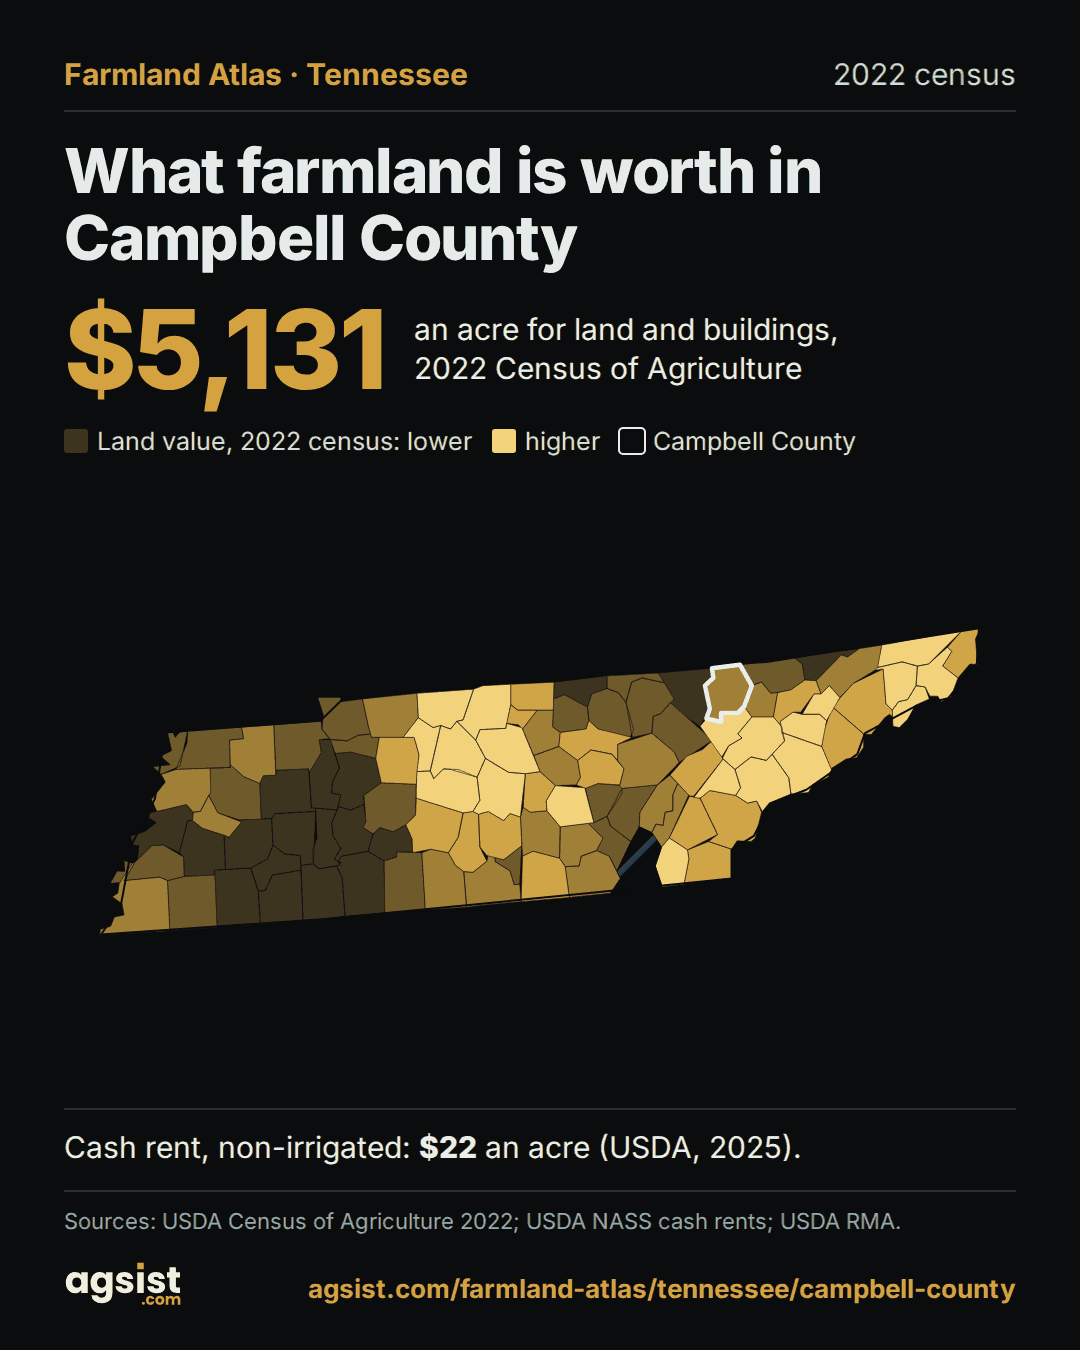 Farmland Atlas · Tennessee
2022 census
What farmland is worth in
Campbell County
$5,131
an acre for land and buildings,
2022 Census of Agriculture
Land value, 2022 census: lower
higher
Campbell County
Cash rent, non-irrigated: $22 an acre (USDA, 2025).
Sources: USDA Census of Agriculture 2022; USDA NASS cash rents; USDA RMA.
agsist
.com
agsist.com/farmland-atlas/tennessee/campbell-county